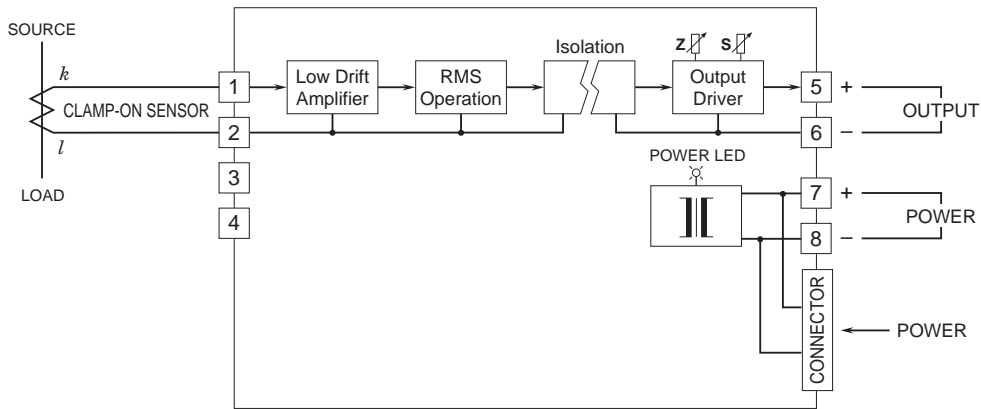 SOURCE
k
CLAMP-ON SENSOR
l
LOAD
1
2
3
4
Low Drift
Amplifier
RMS
Operation
Isolation
Z
S
Output
Driver
5
+
6
−
OUTPUT
POWER LED
7
+
8
−
POWER
CONNECTOR
POWER